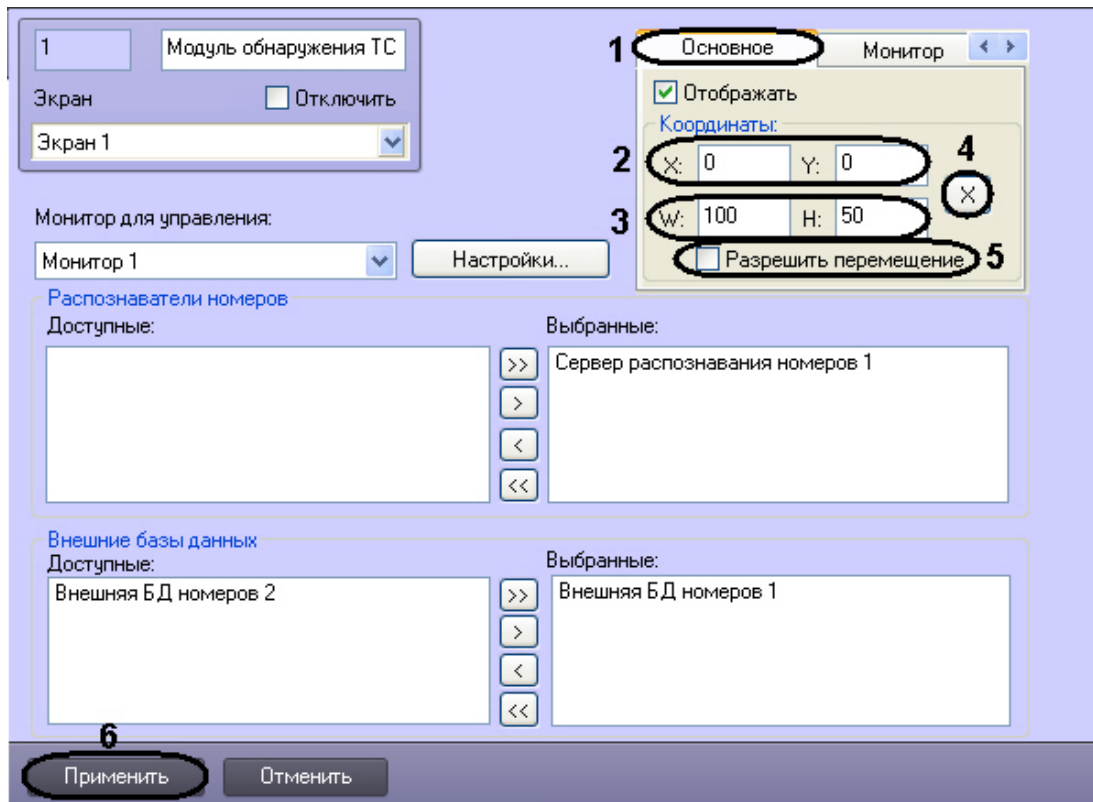 1
Модуль обнаружения ТС
Экран
Отключить
Экран 1
1
Основное
Монитор
Отображать
Координаты:
2
X: 0 Y: 0
4
X
3
W: 100 H: 50
Разрешить перемещение
5
Монитор для управления:
Монитор 1
Настройки...
Распознаватели номеров
Доступные:
Выбранные:
Сервер распознавания номеров 1
>>
>
<
<<
Внешние базы данных
Доступные:
Выбранные:
Внешняя БД номеров 2
Внешняя БД номеров 1
>>
>
<
<<
6
Применить
Отменить